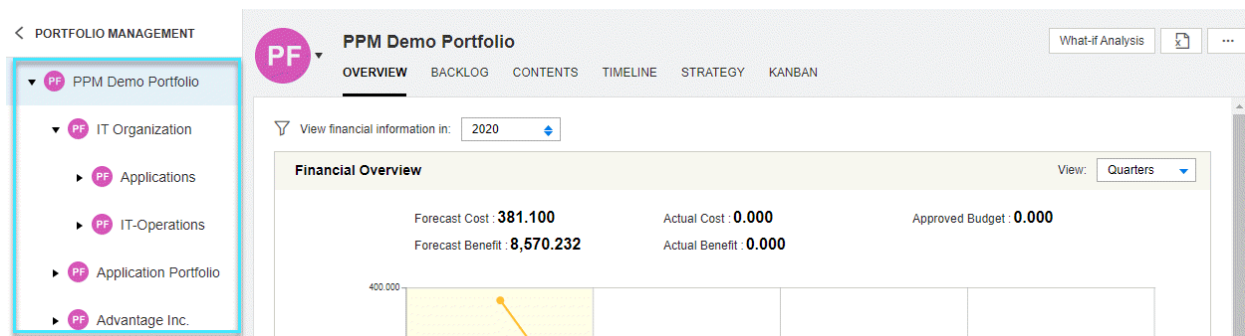 PORTFOLIO MANAGEMENT
PF PPM Demo Portfolio
PF IT Organization
PF Applications
PF IT-Operations
PF Application Portfolio
PF Advantage Inc.
PF
PPM Demo Portfolio
What-if Analysis
x
...
OVERVIEW BACKLOG CONTENTS TIMELINE STRATEGY KANBAN
View financial information in: 2020
Financial Overview
View: Quarters
Forecast Cost : 381.100 Actual Cost : 0.000 Approved Budget : 0.000
Forecast Benefit : 8,570.232 Actual Benefit : 0.000
400.000